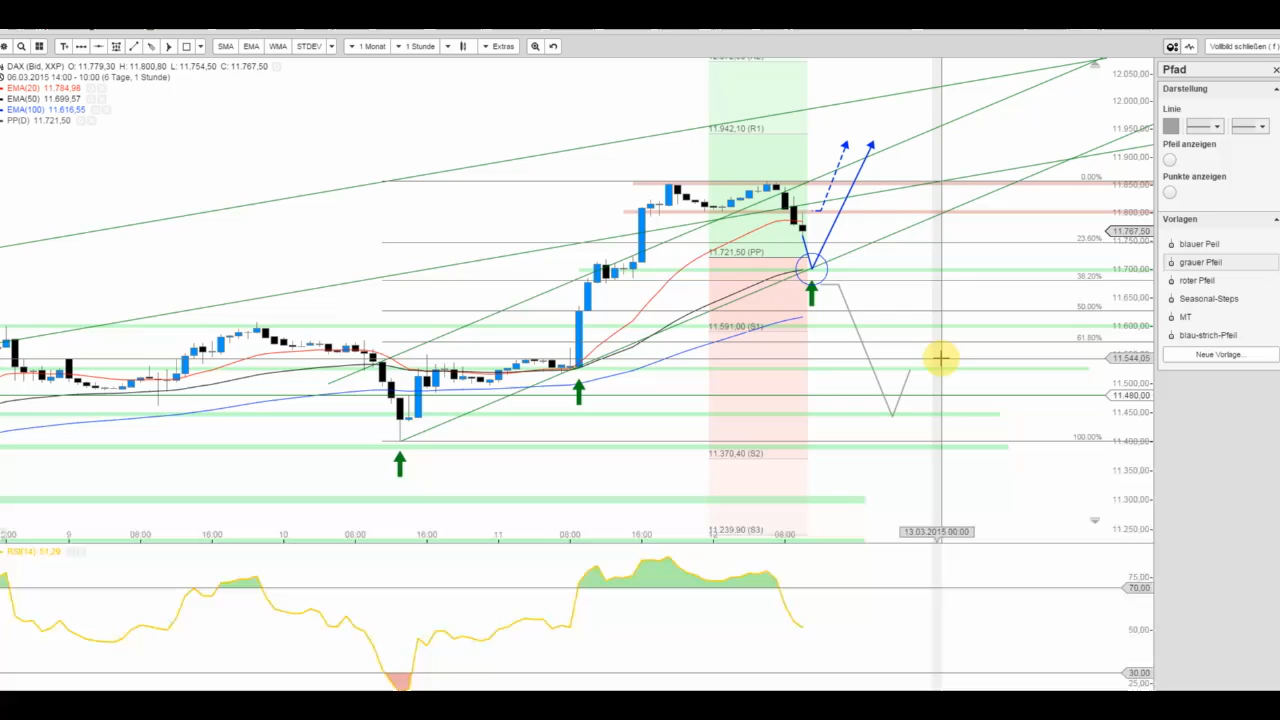 SMA EMA WMA STDEV 1 Monat 1 Stunde Extras Vollbild schließen ( f )
DAX (Bid, XXP) O: 11.779,30 H: 11.800,80 L: 11.754,50 C: 11.767,50
06.03.2015 14:00 - 10:00 (6 Tage, 1 Stunde)
EMA(20) 11.784,98
EMA(50) 11.699,57
EMA(100) 11.616,55
PP(D) 11.721,50
11.942,10 (R1)
11.721,50 (PP)
11.591,00 (S1)
11.370,40 (S2)
11.239,90 (S3)
0.00%
23.60%
38.20%
50.00%
61.80%
100.00%
12.050,00
12.000,00
11.950,00
11.900,00
11.850,00
11.800,00
11.767,50
11.750,00
11.700,00
11.650,00
11.600,00
11.544,05
11.500,00
11.480,00
11.450,00
11.400,00
11.350,00
11.300,00
11.250,00
13.03.2015 00:00
9 08:00 16:00 10 08:00 16:00 11 08:00 16:00 12 08:00
RSI(14) 51,29
75,00
70,00
50,00
30,00
25,00
Pfad
Darstellung
Linie
Pfeil anzeigen
Punkte anzeigen
Vorlagen
blauer Peil
grauer Pfeil
roter Pfeil
Seasonal-Steps
MT
blau-strich-Pfeil
Neue Vorlage...